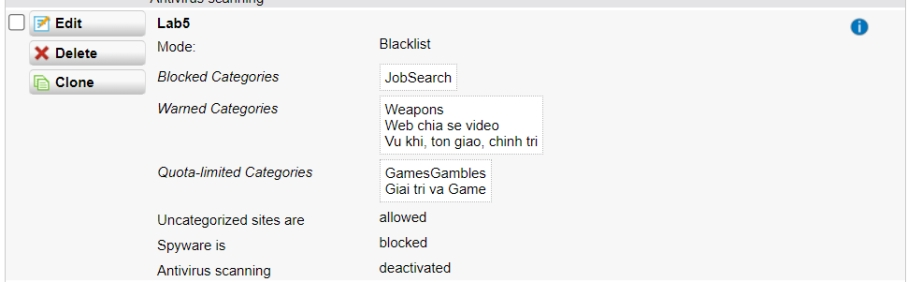 Antivirus scanning
Edit
Lab5
Delete
Mode:
Blacklist
Clone
Blocked Categories
JobSearch
Warned Categories
Weapons
Web chia se video
Vu khi, ton giao, chinh tri
Quota-limited Categories
GamesGambles
Giai tri va Game
Uncategorized sites are
allowed
Spyware is
blocked
Antivirus scanning
deactivated